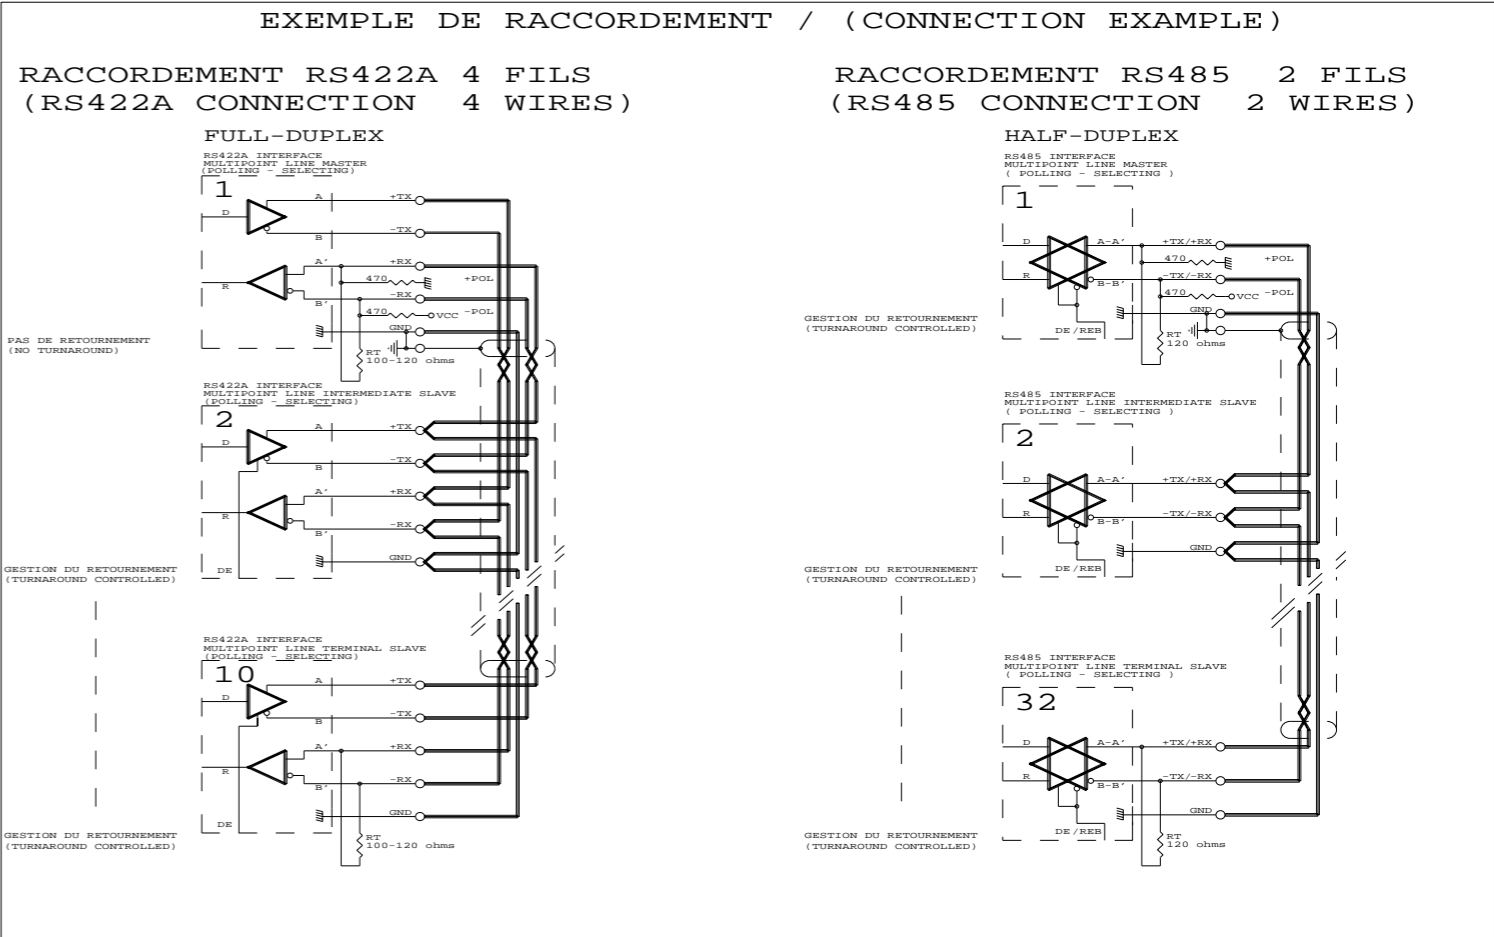 EXEMPLE DE RACCORDEMENT / (CONNECTION EXAMPLE)
RACCORDEMENT RS422A 4 FILS
(RS422A CONNECTION 4 WIRES)
FULL-DUPLEX
RS422A INTERFACE
MULTIPOINT LINE MASTER
(POLLING - SELECTING)
1
A
+TX
D
B
-TX
A'
+RX
470
+POL
R
B'
-RX
470
VCC
-POL
GND
PAS DE RETOURNEMENT
(NO TURNAROUND)
RT
100-120 ohms
RS422A INTERFACE
MULTIPOINT LINE INTERMEDIATE SLAVE
(POLLING - SELECTING)
2
A
+TX
D
B
-TX
A'
+RX
R
B'
-RX
GND
DE
GESTION DU RETOURNEMENT
(TURNAROUND CONTROLLED)
RS422A INTERFACE
MULTIPOINT LINE TERMINAL SLAVE
(POLLING - SELECTING)
10
A
+TX
D
B
-TX
A'
+RX
R
B'
-RX
GND
DE
GESTION DU RETOURNEMENT
(TURNAROUND CONTROLLED)
RT
100-120 ohms
RACCORDEMENT RS485 2 FILS
(RS485 CONNECTION 2 WIRES)
HALF-DUPLEX
RS485 INTERFACE
MULTIPOINT LINE MASTER
( POLLING - SELECTING )
1
D
A-A'
+TX/+RX
470
+POL
R
B-B'
-TX/-RX
470
VCC
-POL
GND
DE/REB
GESTION DU RETOURNEMENT
(TURNAROUND CONTROLLED)
RT
120 ohms
RS485 INTERFACE
MULTIPOINT LINE INTERMEDIATE SLAVE
( POLLING - SELECTING )
2
D
A-A'
+TX/+RX
R
B-B'
-TX/-RX
GND
DE/REB
GESTION DU RETOURNEMENT
(TURNAROUND CONTROLLED)
RS485 INTERFACE
MULTIPOINT LINE TERMINAL SLAVE
( POLLING - SELECTING )
32
D
A-A'
+TX/+RX
R
B-B'
-TX/-RX
GND
DE/REB
GESTION DU RETOURNEMENT
(TURNAROUND CONTROLLED)
RT
120 ohms